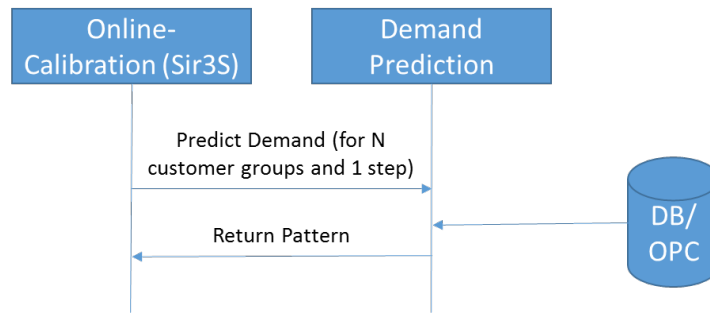 Online-
Calibration (Sir3S)
Demand
Prediction
Predict Demand (for N
customer groups and 1 step)
DB/
OPC
Return Pattern